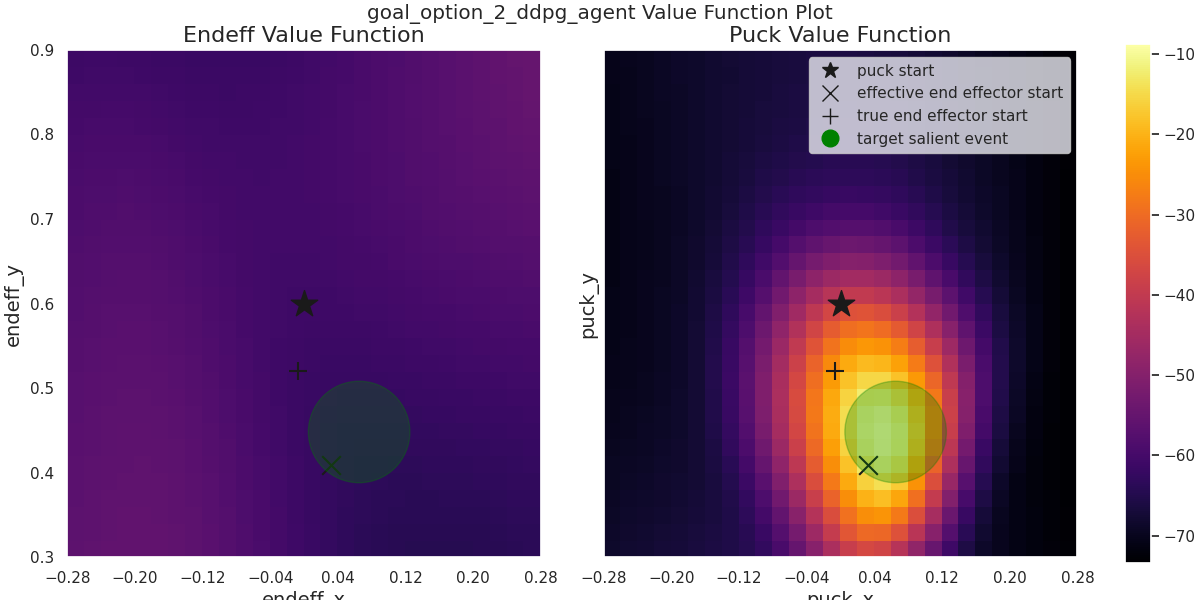 goal_option_2_ddpg_agent Value Function Plot
Endeff Value Function
endeff_y
0.9
0.8
0.7
0.6
0.5
0.4
0.3
−0.28 −0.20 −0.12 −0.04 0.04 0.12 0.20 0.28
endeff_x
Puck Value Function
puck start
effective end effector start
true end effector start
target salient event
puck_y
−0.28 −0.20 −0.12 −0.04 0.04 0.12 0.20 0.28
puck_x
−10
−20
−30
−40
−50
−60
−70